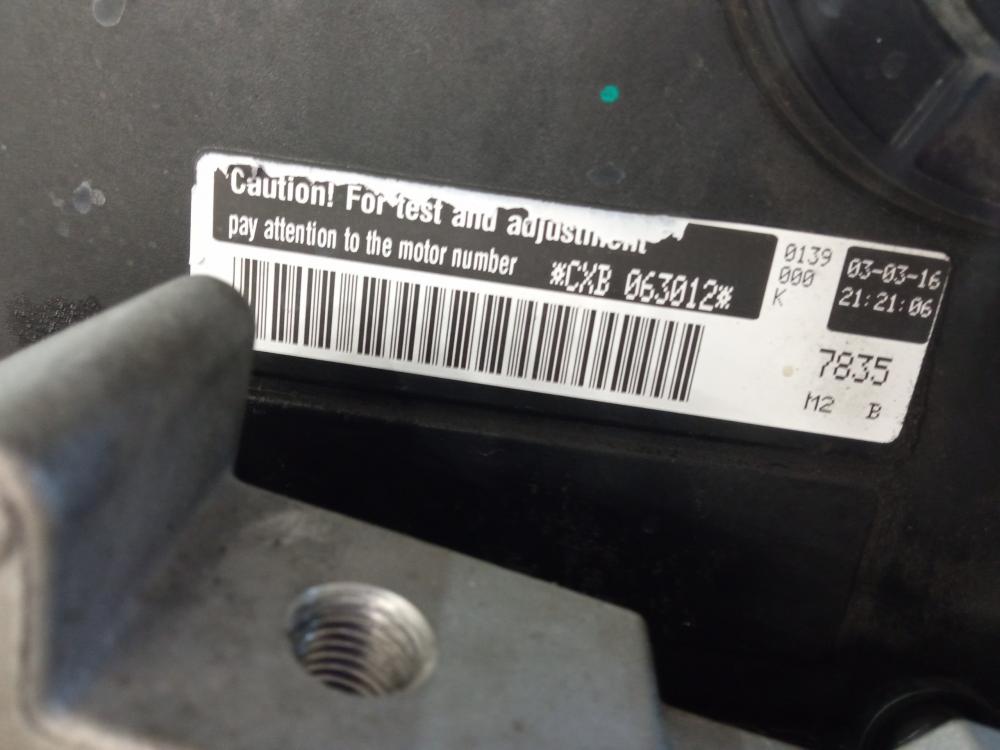 Caution! For test and adjustment
pay attention to the motor number
*CXB 063012*
0139
000
K
03-03-16
21:21:06
7835
M2 B